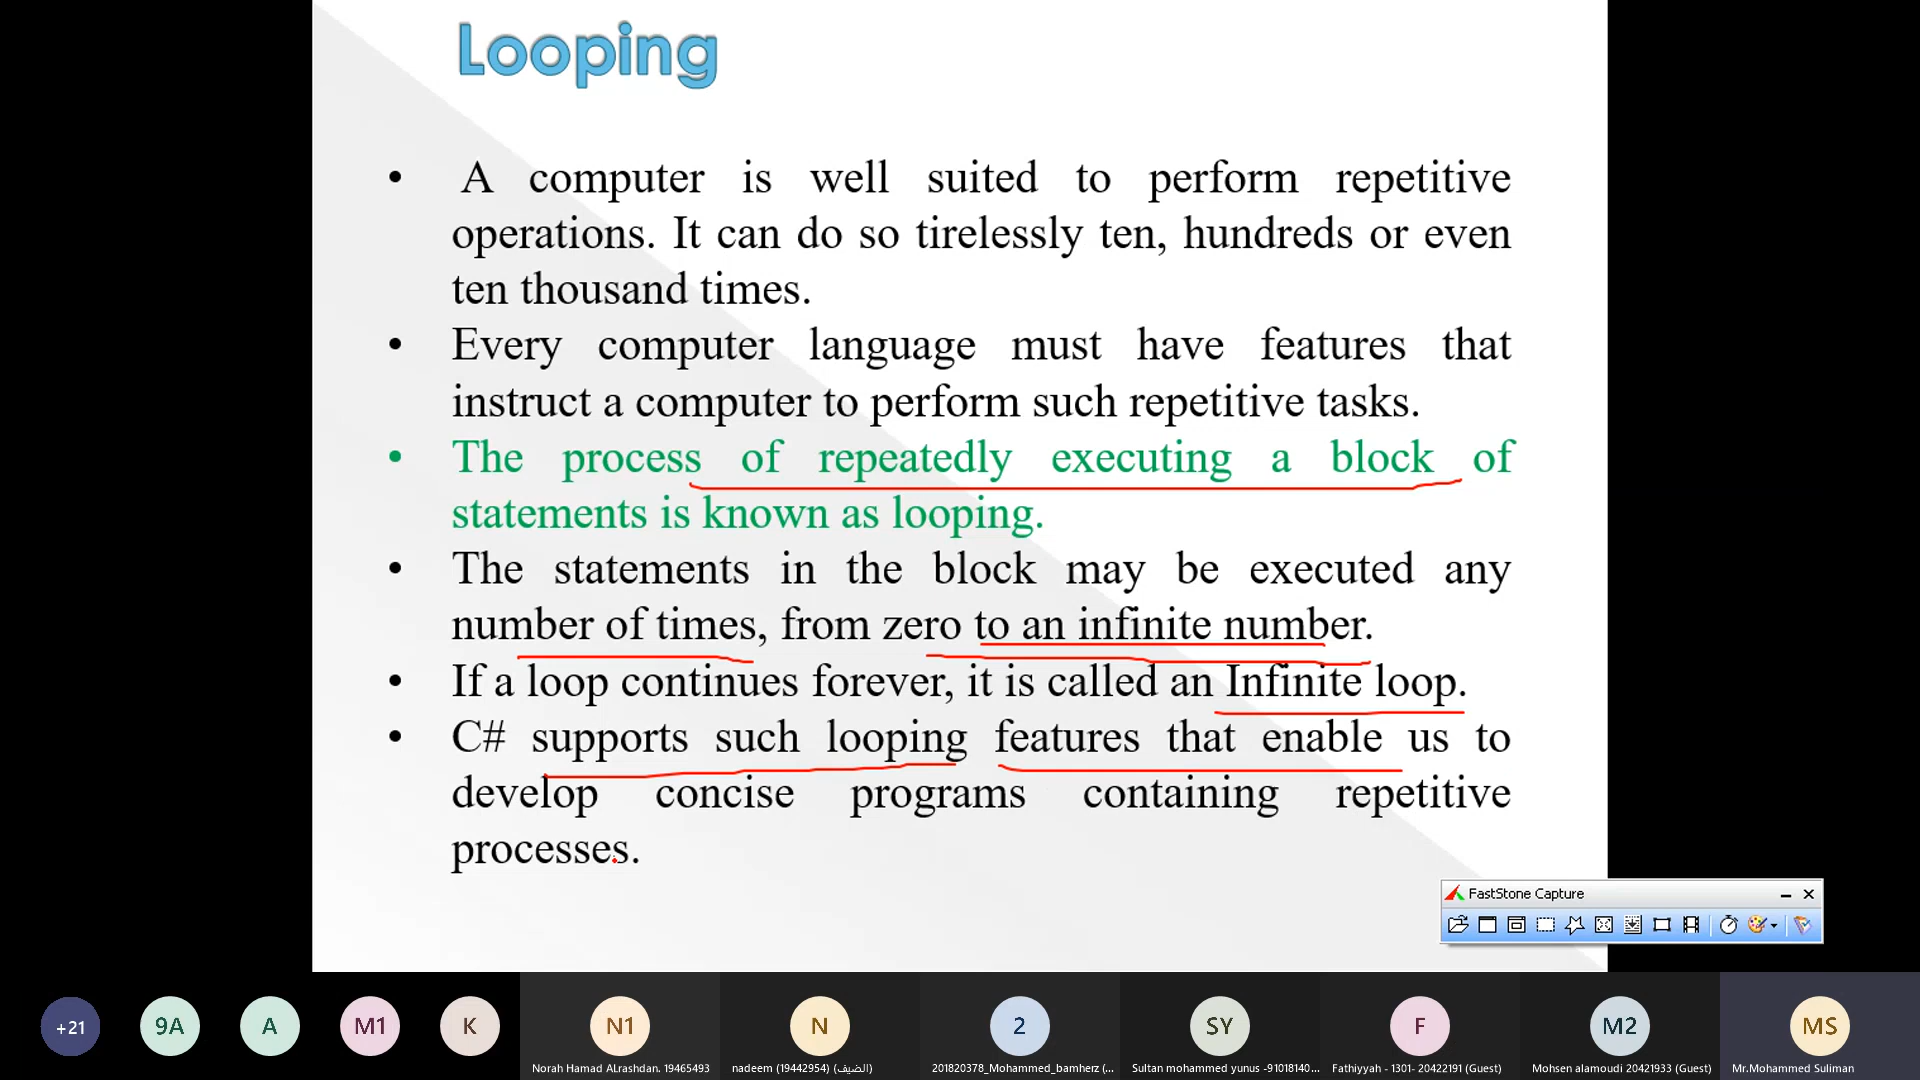 Looping
• A computer is well suited to perform repetitive
operations. It can do so tirelessly ten, hundreds or even
ten thousand times.
• Every computer language must have features that
instruct a computer to perform such repetitive tasks.
• The process of repeatedly executing a block of
statements is known as looping.
• The statements in the block may be executed any
number of times, from zero to an infinite number.
• If a loop continues forever, it is called an Infinite loop.
• C# supports such looping features that enable us to
develop concise programs containing repetitive
processes.
FastStone Capture
+21
9A
A
M1
K
N1
N
2
SY
F
M2
MS
Norah Hamad ALrashdan. 19465493
nadeem (19442954) (الضيف)
201820378_Mohammed_bamherz (...
Sultan mohammed yunus -91018140...
Fathiyyah - 1301- 20422191 (Guest)
Mohsen alamoudi 20421933 (Guest)
Mr.Mohammed Suliman